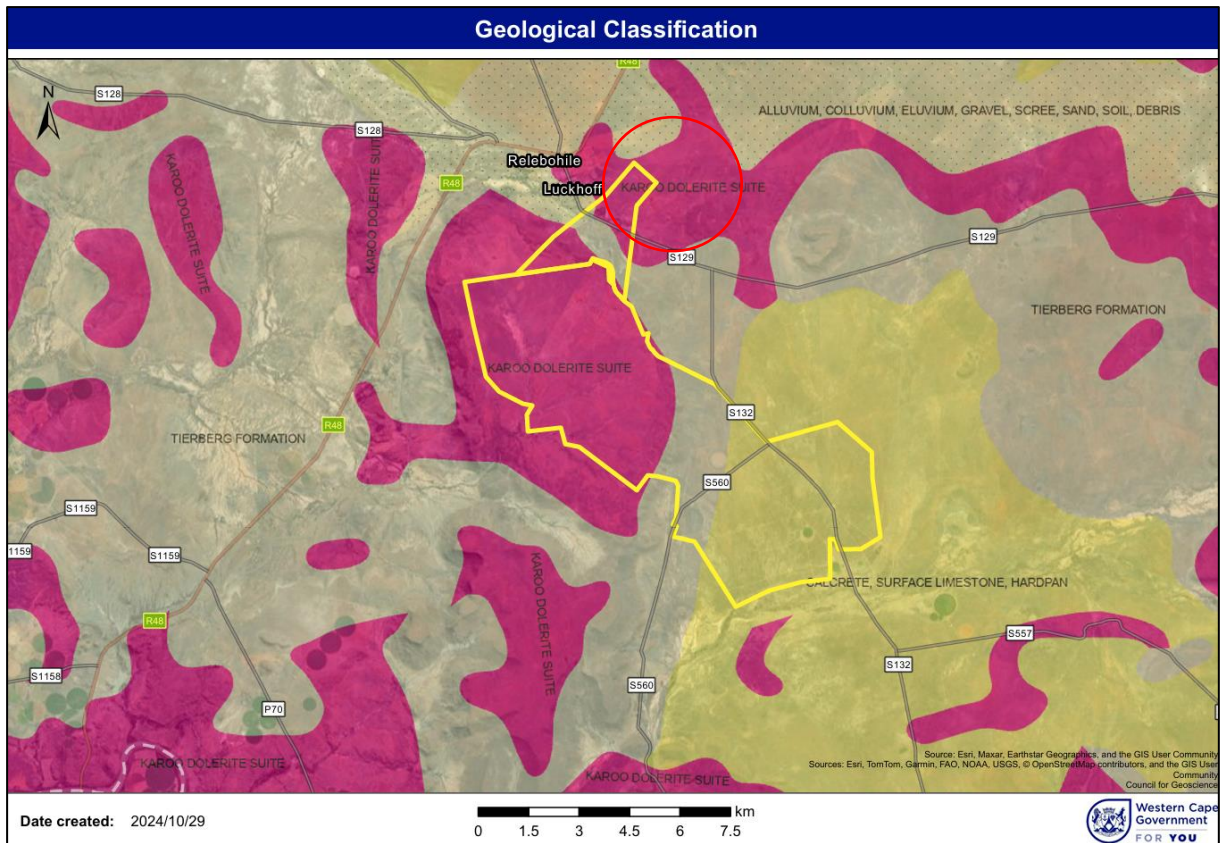 Geological Classification
R48
S128
N
ALLUVIUM, COLLUVIUM, ELUVIUM, GRAVEL, SCREE, SAND, SOIL, DEBRIS
S128
Relebohile
KAROO DOLERITE SUITE
KAROO DOLERITE SUITE
R48
Luckhoff
KAROO DOLERITE SUITE
S129
S129
TIERBERG FORMATION
KAROO DOLERITE SUITE
S132
R48
TIERBERG FORMATION
S560
S1159
1159
S1159
KAROO DOLERITE SUITE
CALCRETE, SURFACE LIMESTONE, HARDPAN
R48
S557
S132
S1158
S560
P70
KAROO DOLERITE SUITE
KAROO DOLERITE SUITE
Source: Esri, Maxar, Earthstar Geographics, and the GIS User Community
Sources: Esri, TomTom, Garmin, FAO, NOAA, USGS, © OpenStreetMap contributors, and the GIS User
Community
Council for Geoscience
Date created: 2024/10/29
km
0 1.5 3 4.5 6 7.5
Western Cape
Government
FOR YOU